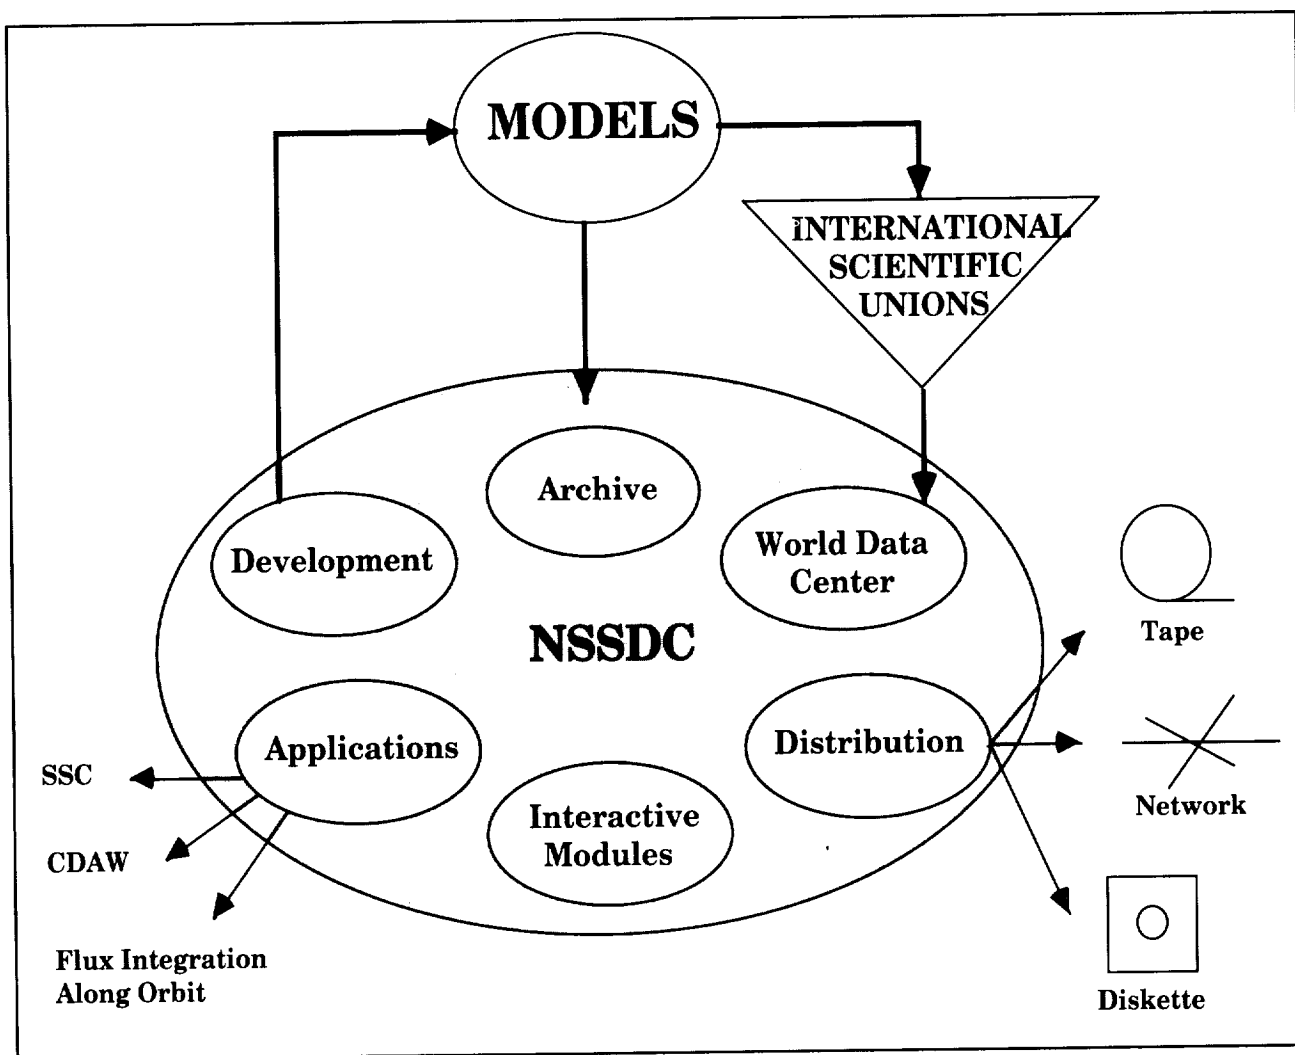 MODELS
INTERNATIONAL
SCIENTIFIC
UNIONS
Archive
Development
World Data
Center
NSSDC
Tape
Applications
Distribution
SSC
Interactive
Modules
Network
CDAW
Flux Integration
Along Orbit
Diskette